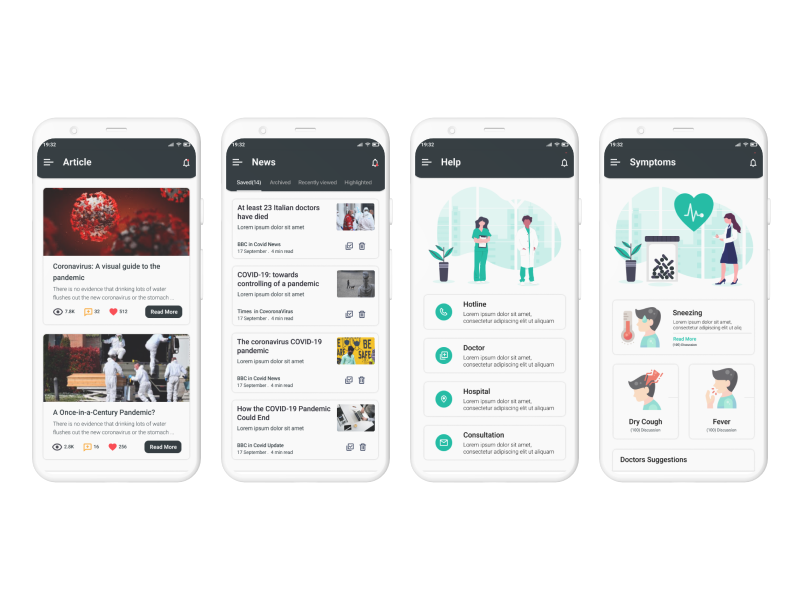 19:32
Article
Coronavirus: A visual guide to the
pandemic
There is no evidence that drinking lots of water
flushes out the new coronavirus or the stomach ...
7.8K
32
512
Read More
A Once-in-a-Century Pandemic?
There is no evidence that drinking lots of water
flushes out the new coronavirus or the stomach ...
2.8K
16
256
Read More
19:32
News
Saved(14)
Archived
Recently viewed
Highlighted
At least 23 Italian doctors
have died
Lorem ipsum dolor sit amet
BBC in Covid News
17 September . 4 min read
COVID-19: towards
controlling of a pandemic
Lorem ipsum dolor sit amet
Times in CovoronaVirus
17 September . 4 min read
The coronavirus COVID-19
pandemic
Lorem ipsum dolor sit amet
BBC in Covid News
17 September . 4 min read
WE
ARE
BE
SAFE
How the COVID-19 Pandemic
Could End
Lorem ipsum dolor sit amet
BBC in Covid Update
17 September . 4 min read
19:32
Help
Hotline
Lorem ipsum dolor sit amet,
consectetur adipiscing elit ut aliquam
Doctor
Lorem ipsum dolor sit amet,
consectetur adipiscing elit ut aliquam
Hospital
Lorem ipsum dolor sit amet,
consectetur adipiscing elit ut aliquam
Consultation
Lorem ipsum dolor sit amet,
consectetur adipiscing elit ut aliquam
19:32
Symptoms
Sneezing
Lorem ipsum dolor sit amet,
consectetur adipiscing elit ut aliq
Read More
Discussion
Dry Cough
(100) Discussion
Fever
(100) Discussion
Doctors Suggestions